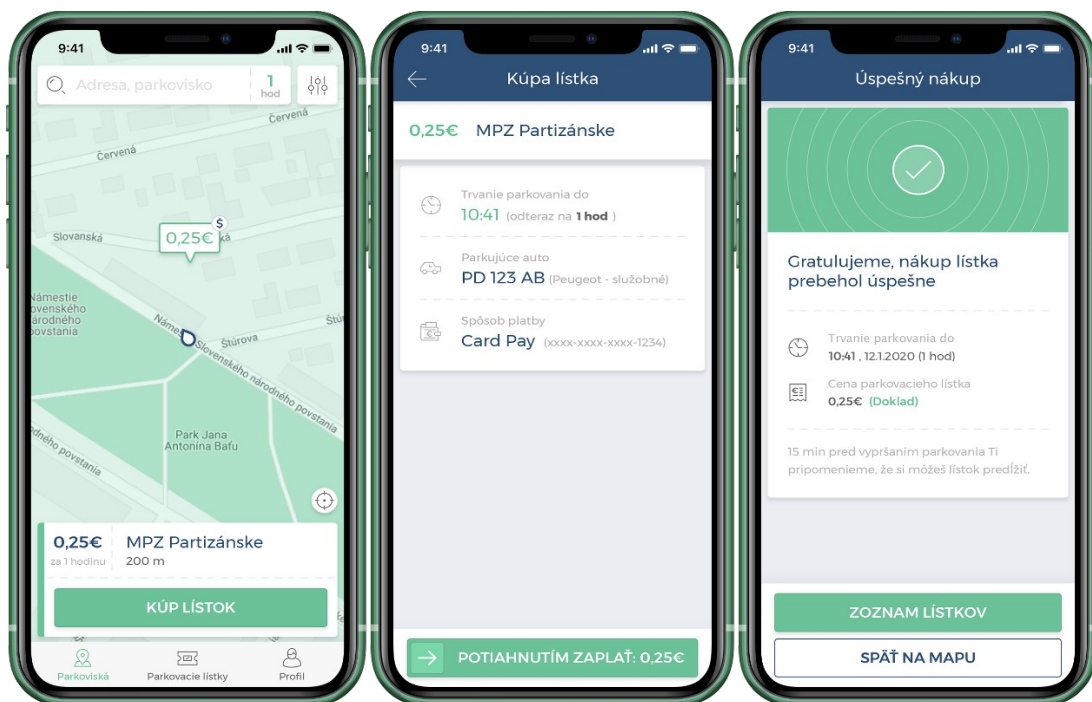 9:41
Adresa, parkovisko
1
hod
Červená
Červená
$
0,25€
Slovanská
Námestie
Štúrova
Námestie Slovenského národného povstania
Park Jana
Antonína Baťu
povstania
0,25€
za 1 hodinu
MPZ Partizánske
200 m
KÚP LÍSTOK
Parkoviská
Parkovacie lístky
Profil
9:41
Kúpa lístka
0,25€ MPZ Partizánske
Trvanie parkovania do
10:41 (odteraz na 1 hod )
Parkujúce auto
PD 123 AB (Peugeot - služobné)
Spôsob platby
Card Pay (xxxx-xxxx-xxxx-1234)
POTIAHNUTÍM ZAPLAŤ: 0,25€
9:41
Úspešný nákup
Gratulujeme, nákup lístka
prebehol úspešne
Trvanie parkovania do
10:41 , 12.1.2020 (1 hod)
Cena parkovacieho lístka
0,25€ (Doklad)
15 min pred vypršaním parkovania Ti
pripomenieme, že si môžeš lístok predĺžiť.
ZOZNAM LÍSTKOV
SPÄŤ NA MAPU